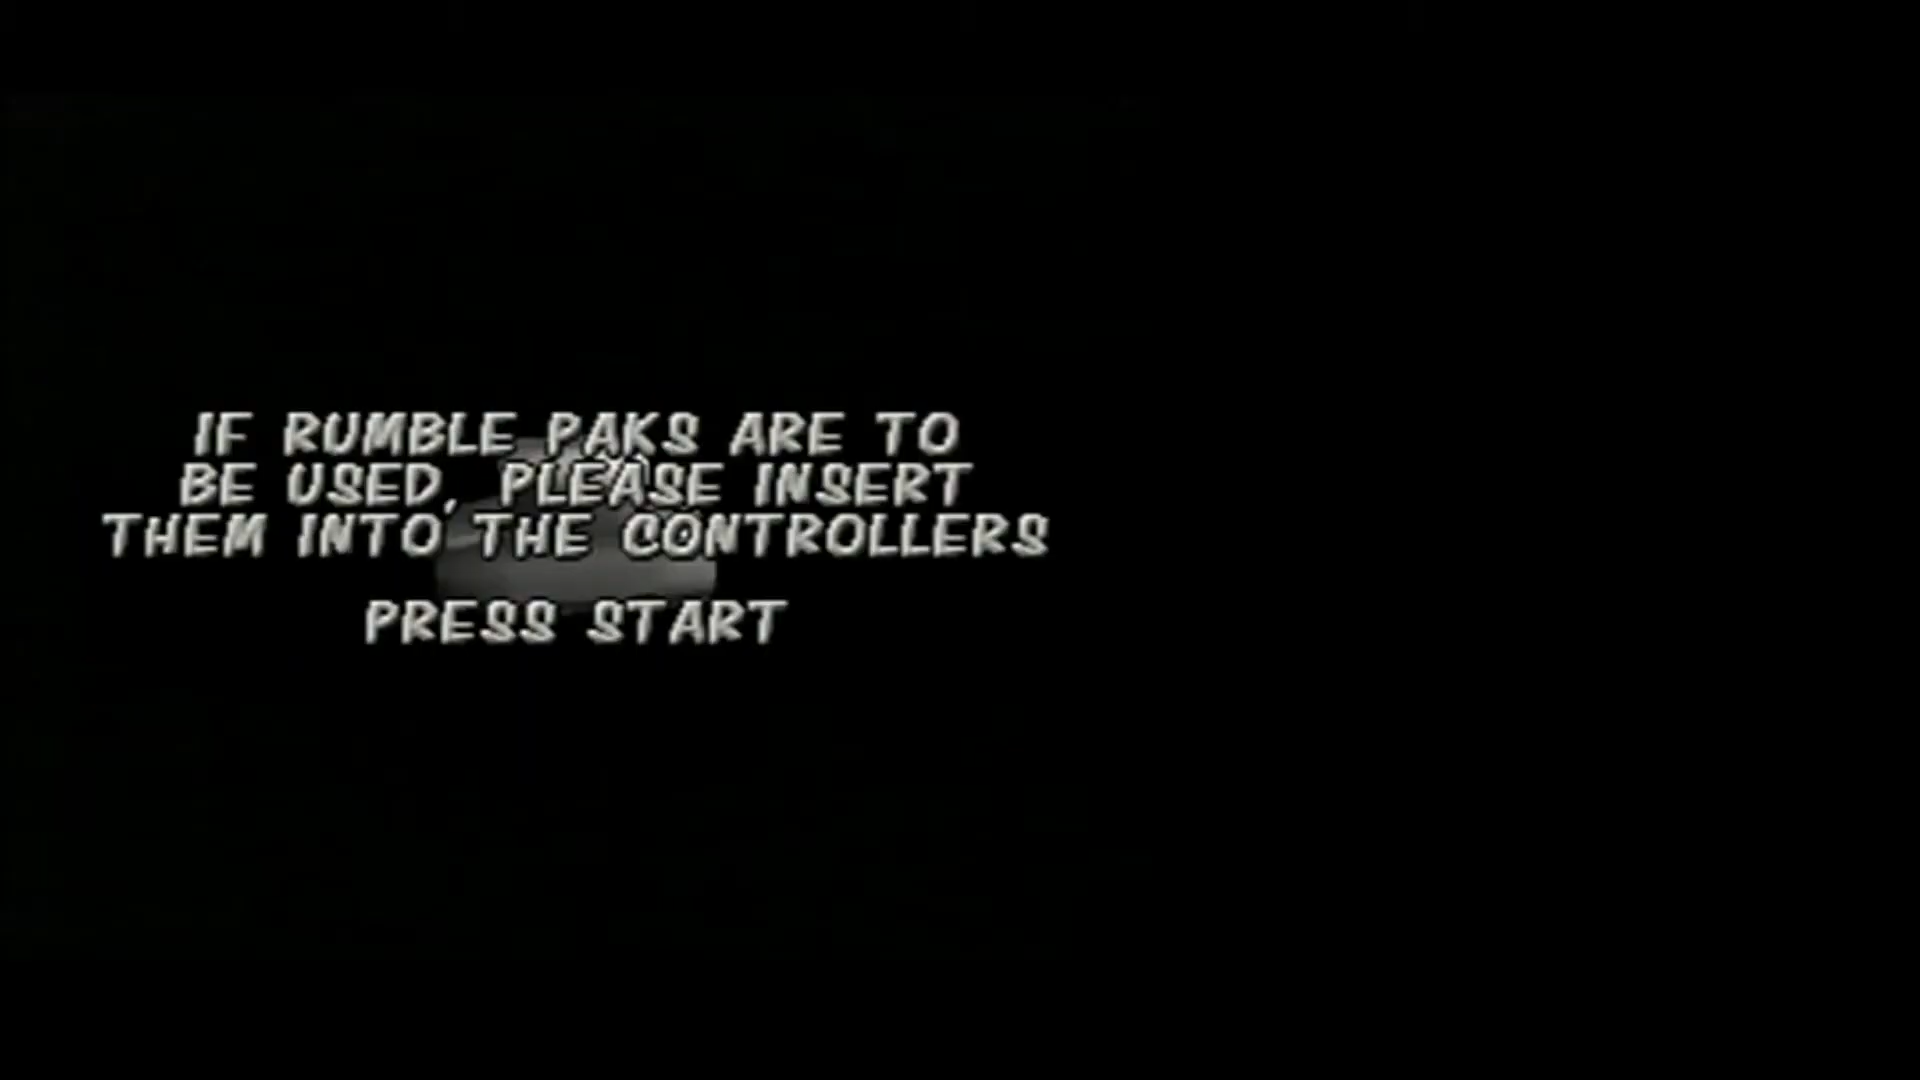 IF RUMBLE PAKS ARE TO
BE USED, PLEASE INSERT
THEM INTO THE CONTROLLERS
PRESS START